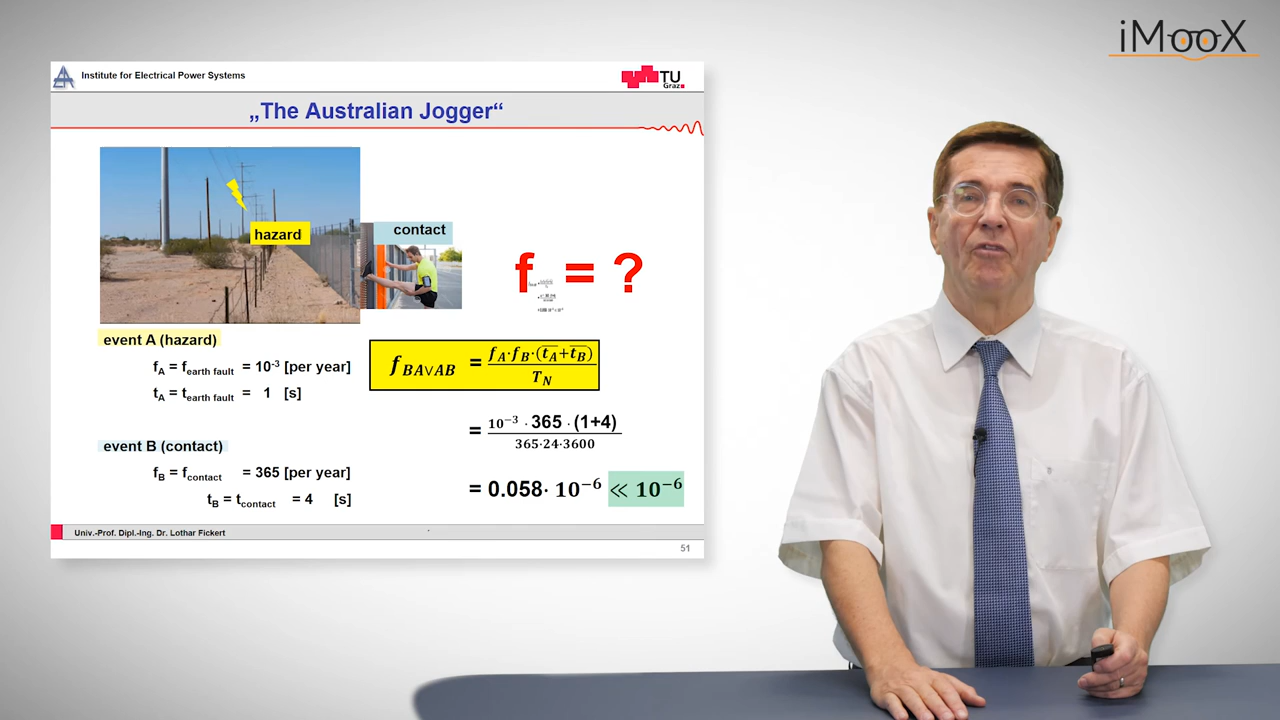 iMooX
Institute for Electrical Power Systems
TU
Graz
„The Australian Jogger“
hazard
contact
f = ?
event A (hazard)
f_A = f_earth fault = 10⁻³ [per year]
t_A = t_earth fault = 1 [s]
event B (contact)
f_B = f_contact = 365 [per year]
t_B = t_contact = 4 [s]
f_BA∨AB = f_A·f_B·(t̅_A+t̅_B) / T_N
= 10⁻³ · 365 · (1+4) / 365·24·3600
= 0.058· 10⁻⁶ ≪ 10⁻⁶
Univ.-Prof. Dipl.-Ing. Dr. Lothar Fickert
51